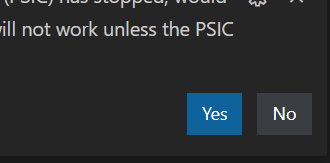 (PSIC) has stopped, would
will not work unless the PSIC
Yes
No